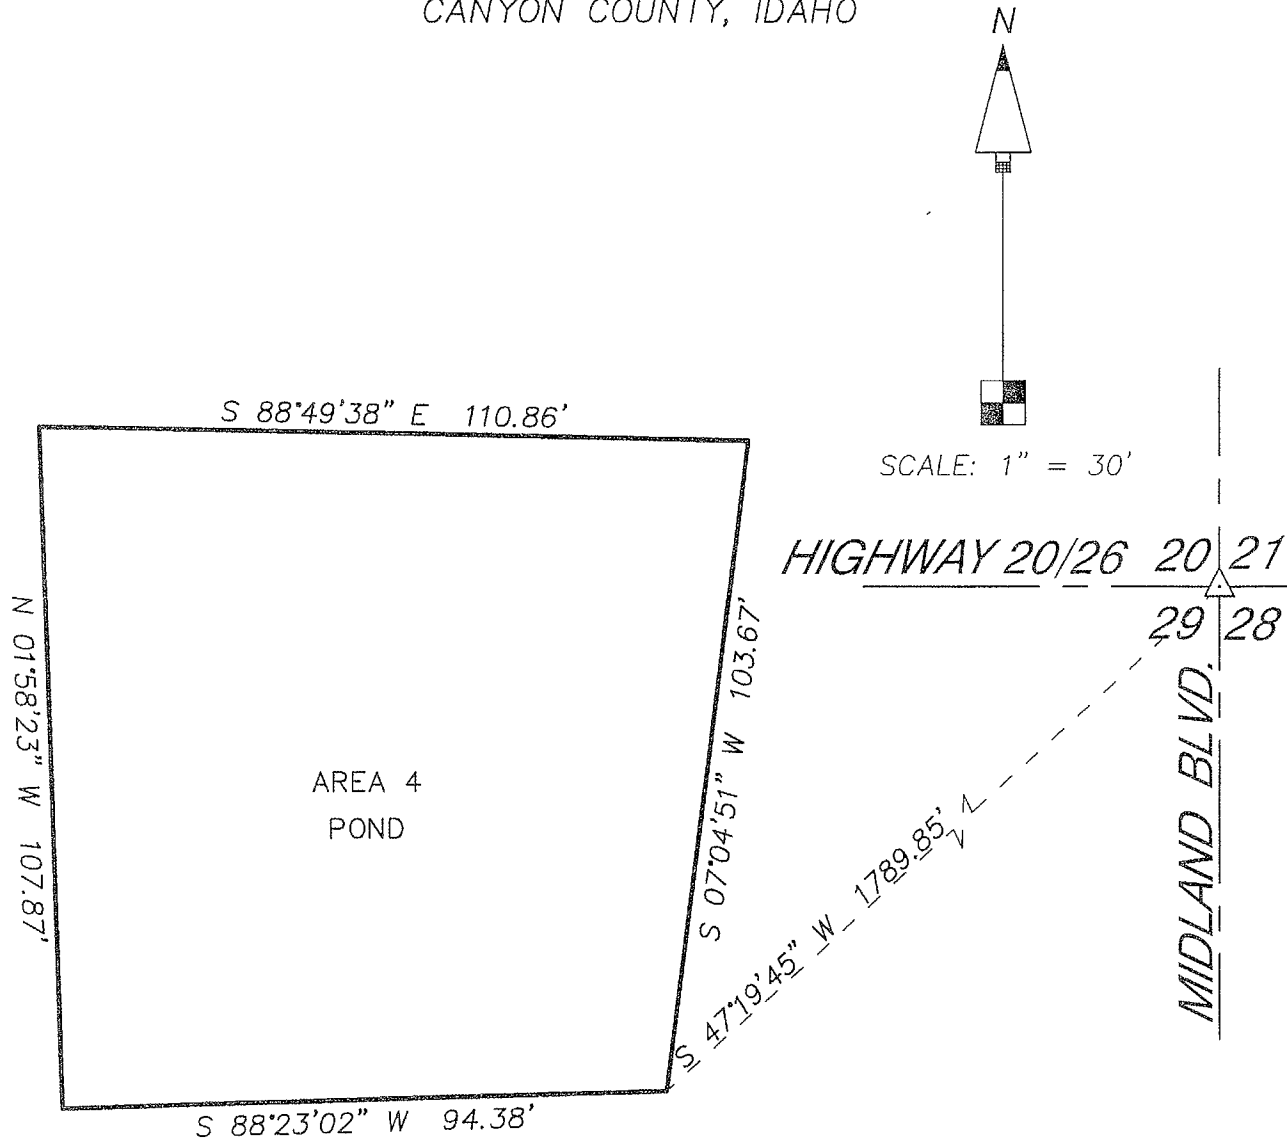 CANYON COUNTY, IDAHO
N
SCALE: 1" = 30'
S 88°49'38" E 110.86'
HIGHWAY 20/26 20 21
29 28
MIDLAND BLVD.
N 01°58'23" W 107.87'
S 07°04'51" W 103.67'
AREA 4
POND
S 47°19'45" W 1789.85'
S 88°23'02" W 94.38'